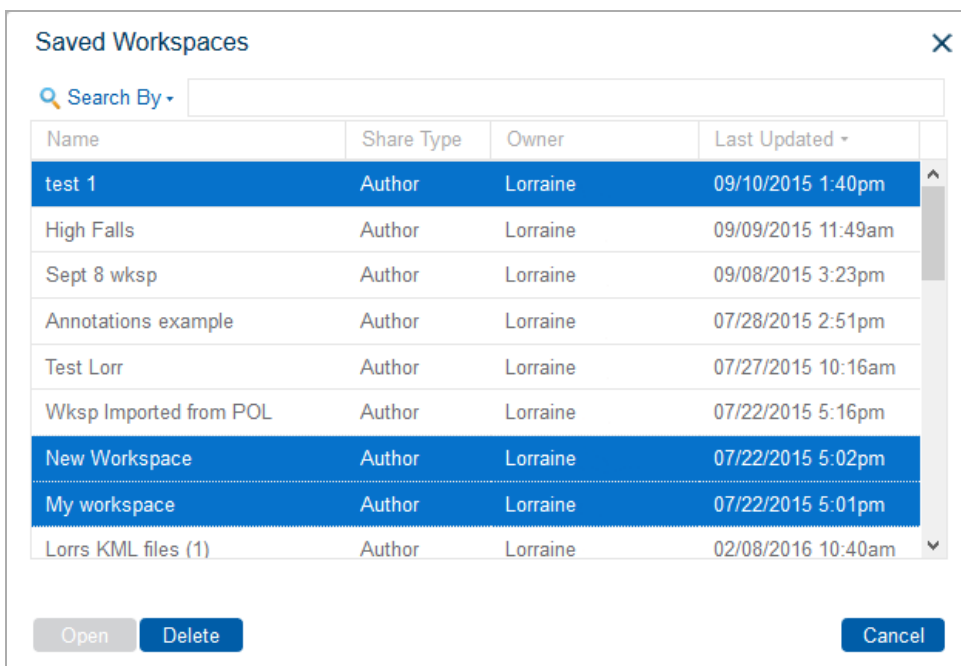 Saved Workspaces
Search By
Name Share Type Owner Last Updated
test 1 Author Lorraine 09/10/2015 1:40pm
High Falls Author Lorraine 09/09/2015 11:49am
Sept 8 wksp Author Lorraine 09/08/2015 3:23pm
Annotations example Author Lorraine 07/28/2015 2:51pm
Test Lorr Author Lorraine 07/27/2015 10:16am
Wksp Imported from POL Author Lorraine 07/22/2015 5:16pm
New Workspace Author Lorraine 07/22/2015 5:02pm
My workspace Author Lorraine 07/22/2015 5:01pm
Lorrs KML files (1) Author Lorraine 02/08/2016 10:40am
Open Delete Cancel